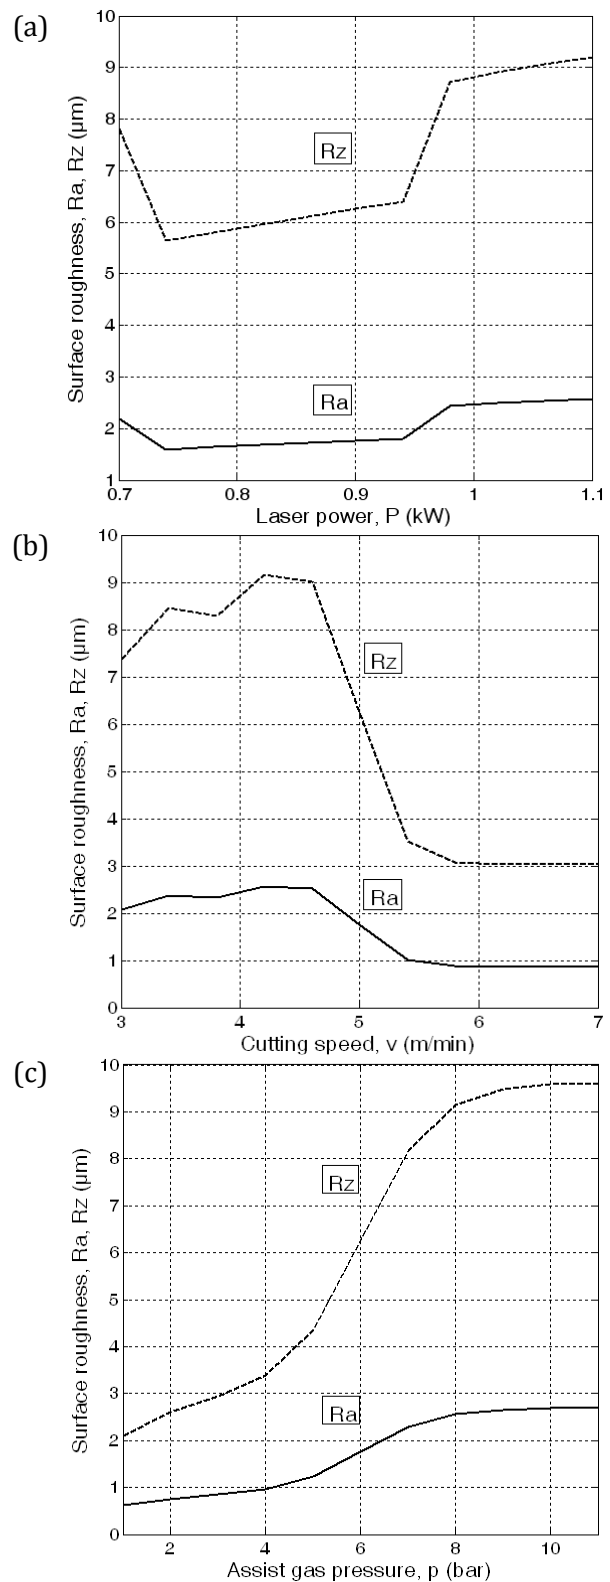 (a)
Surface roughness, Ra, Rz (μm)
10
9
8
7
6
5
4
3
2
1
Rz
Ra
0.7 0.8 0.9 1 1.1
Laser power, P (kW)
(b)
Surface roughness, Ra, Rz (μm)
10
9
8
7
6
5
4
3
2
1
0
Rz
Ra
3 4 5 6 7
Cutting speed, v (m/min)
(c)
Surface roughness, Ra, Rz (μm)
10
9
8
7
6
5
4
3
2
1
0
Rz
Ra
2 4 6 8 10
Assist gas pressure, p (bar)